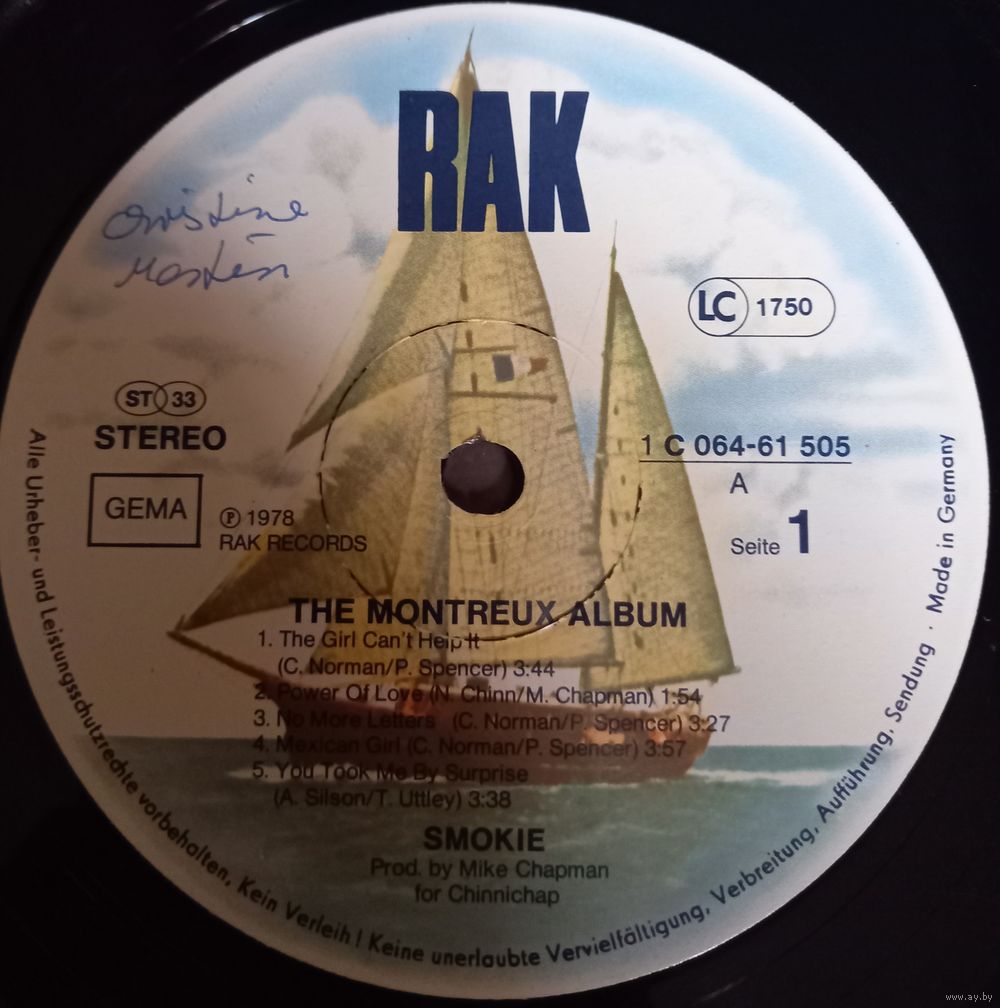 RAK
Christine
Martin
LC 1750
ST 33
STEREO
GEMA
℗ 1978
RAK RECORDS
1 C 064-61 505
A
Seite 1
THE MONTREUX ALBUM
1. The Girl Can't Help It
(C. Norman/P. Spencer) 3:44
2. Power Of Love (N. Chinn/M. Chapman) 1:54
3. No More Letters (C. Norman/P. Spencer) 3:27
4. Mexican Girl (C. Norman/P. Spencer) 3:57
5. You Took Me By Surprise
(A. Silson/T. Uttley) 3:38
SMOKIE
Prod. by Mike Chapman
for Chinnichap
Alle Urheber- und Leistungsschutzrechte vorbehalten, Kein Verleih! Keine unerlaubte Vervielfältigung, Verbreitung, Aufführung, Sendung · Made in Germany
www.ay.by